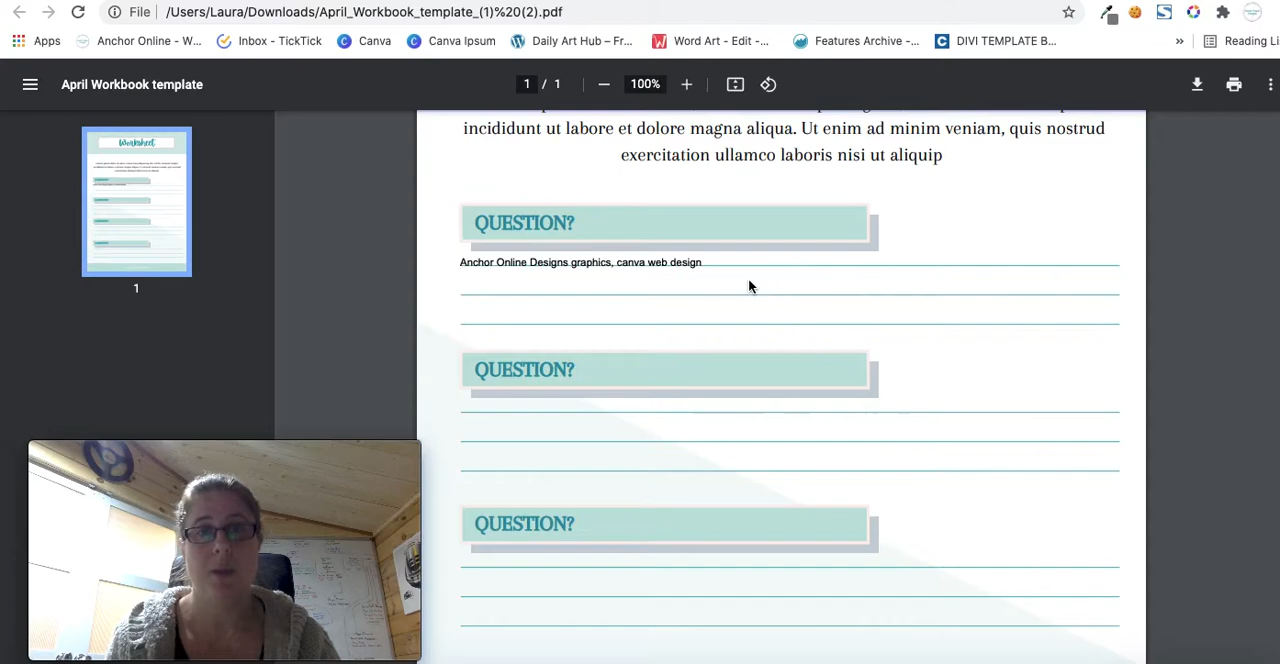 File /Users/Laura/Downloads/April_Workbook_template_(1)%20(2).pdf
Apps Anchor Online - W... Inbox - TickTick Canva Canva Ipsum Daily Art Hub – Fr... Word Art - Edit -... Features Archive -... DIVI TEMPLATE B... » Reading Li
April Workbook template 1 / 1 100%
Worksheet
1
incididunt ut labore et dolore magna aliqua. Ut enim ad minim veniam, quis nostrud
exercitation ullamco laboris nisi ut aliquip
QUESTION?
Anchor Online Designs graphics, canva web design
QUESTION?
QUESTION?